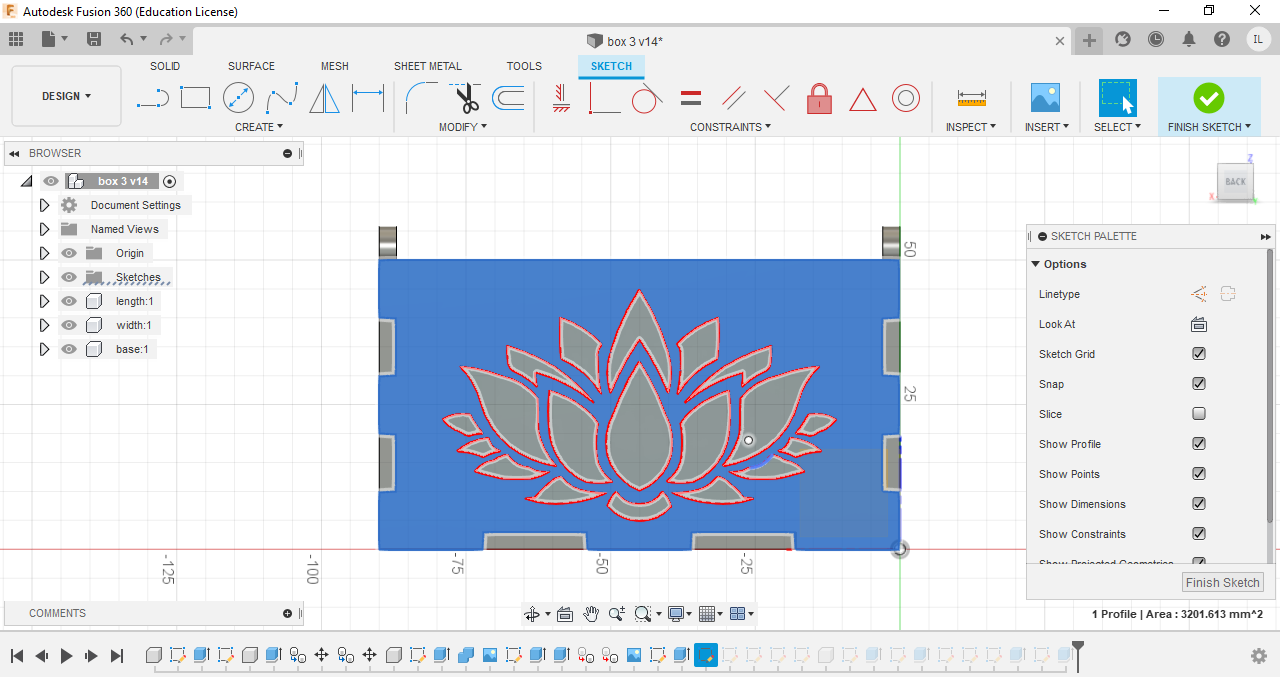 Autodesk Fusion 360 (Education License)
box 3 v14*
IL
DESIGN
SOLID
SURFACE
MESH
SHEET METAL
TOOLS
SKETCH
CREATE
MODIFY
CONSTRAINTS
INSPECT
INSERT
SELECT
FINISH SKETCH
BROWSER
box 3 v14
Document Settings
Named Views
Origin
Sketches
length:1
width:1
base:1
Z
BACK
X
50
25
-125
-100
-75
-50
-25
SKETCH PALETTE
Options
Linetype
Look At
Sketch Grid
Snap
Slice
Show Profile
Show Points
Show Dimensions
Show Constraints
Show Projected Geometries
Finish Sketch
COMMENTS
1 Profile | Area : 3201.613 mm^2